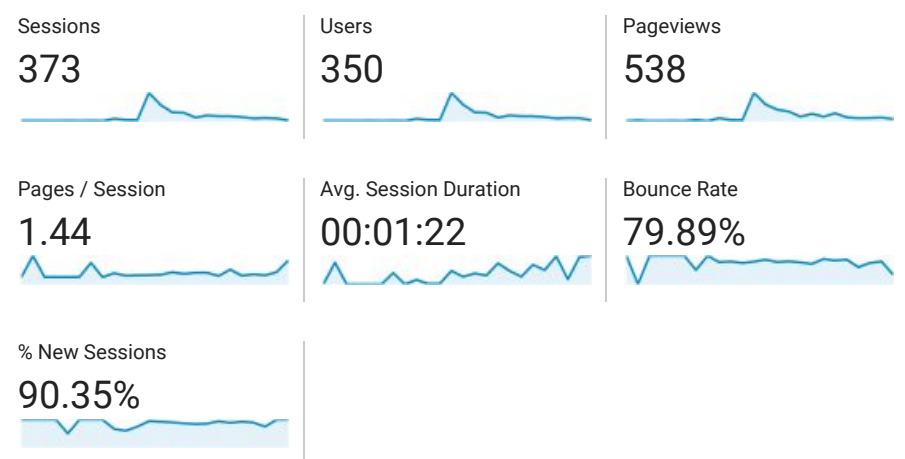 Sessions
373
Users
350
Pageviews
538
Pages / Session
1.44
Avg. Session Duration
00:01:22
Bounce Rate
79.89%
% New Sessions
90.35%